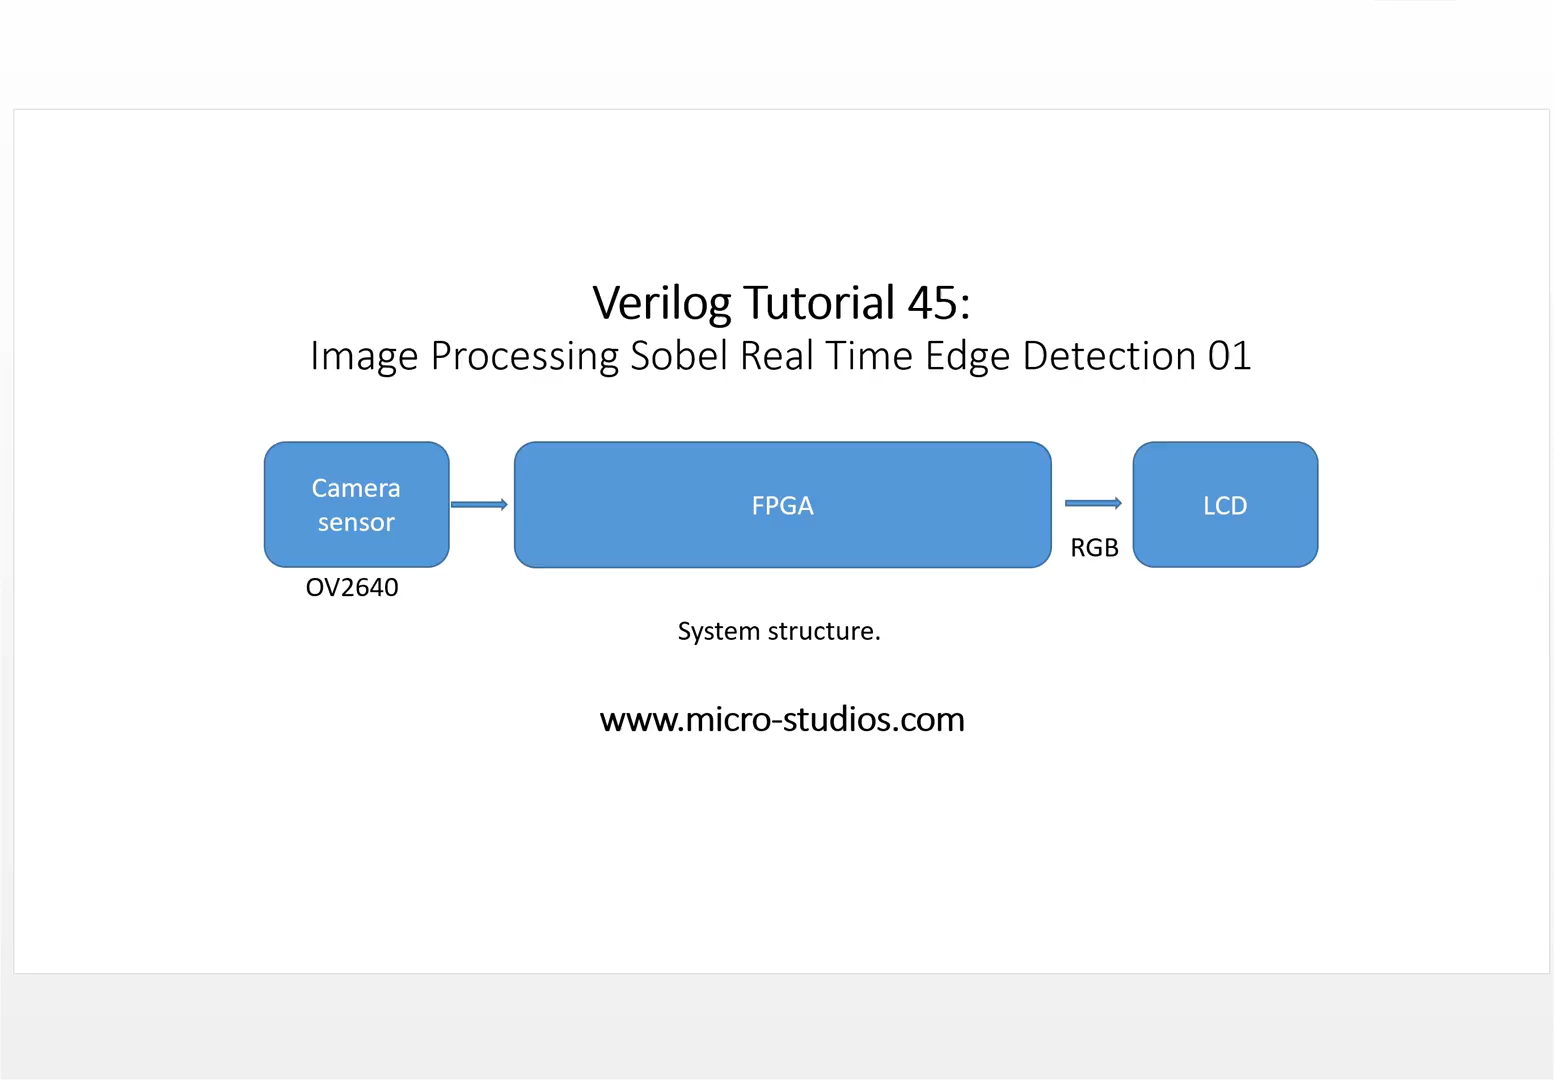 Verilog Tutorial 45:
Image Processing Sobel Real Time Edge Detection 01
Camera
sensor
FPGA
LCD
RGB
OV2640
System structure.
www.micro-studios.com